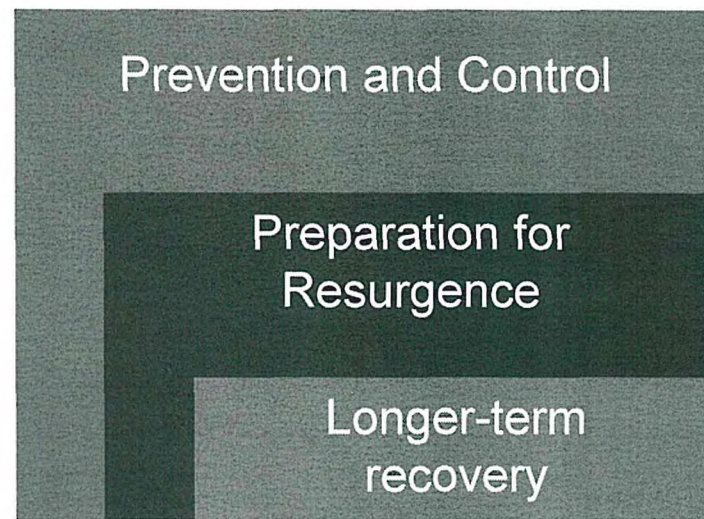 Prevention and Control
Preparation for
Resurgence
Longer-term
recovery